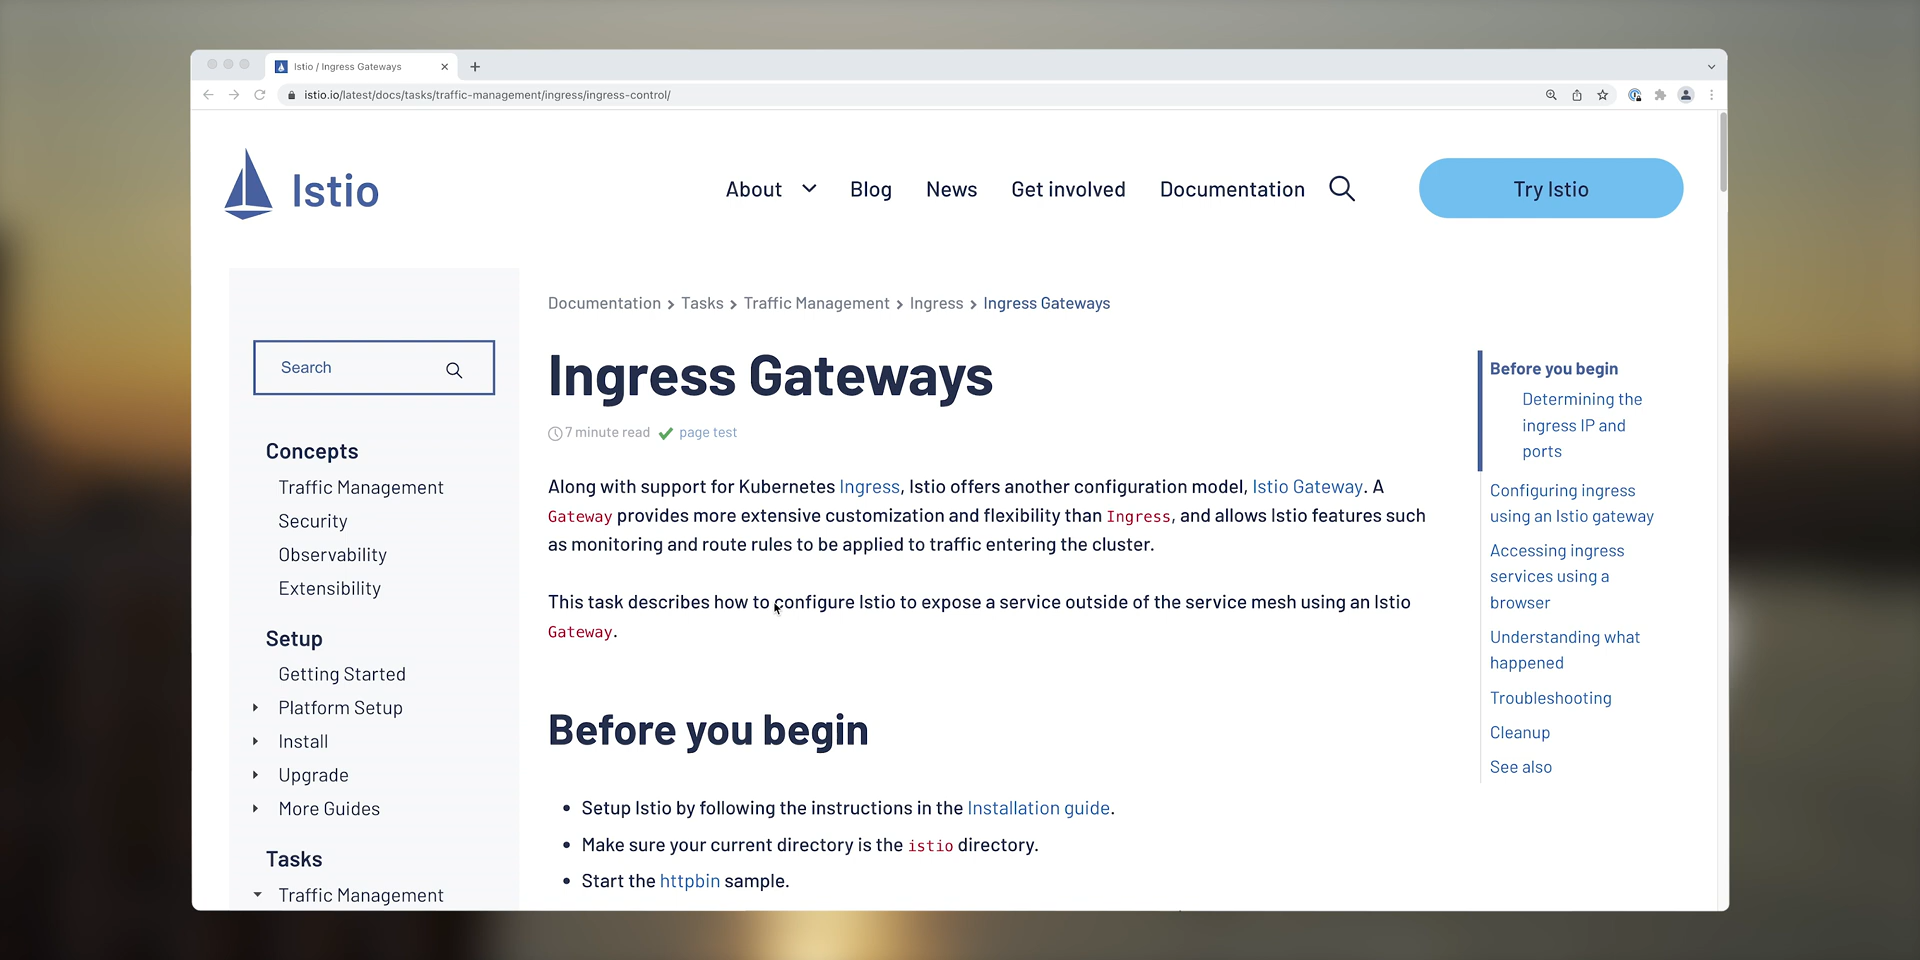 Istio / Ingress Gateways
istio.io/latest/docs/tasks/traffic-management/ingress/ingress-control/
Istio
About
Blog
News
Get involved
Documentation
Try Istio
Search
Concepts
Traffic Management
Security
Observability
Extensibility
Setup
Getting Started
Platform Setup
Install
Upgrade
More Guides
Tasks
Traffic Management
Documentation > Tasks > Traffic Management > Ingress > Ingress Gateways
Ingress Gateways
7 minute read page test
Along with support for Kubernetes Ingress, Istio offers another configuration model, Istio Gateway. A
Gateway provides more extensive customization and flexibility than Ingress, and allows Istio features such
as monitoring and route rules to be applied to traffic entering the cluster.
This task describes how to configure Istio to expose a service outside of the service mesh using an Istio
Gateway.
Before you begin
• Setup Istio by following the instructions in the Installation guide.
• Make sure your current directory is the istio directory.
• Start the httpbin sample.
Before you begin
Determining the
ingress IP and
ports
Configuring ingress
using an Istio gateway
Accessing ingress
services using a
browser
Understanding what
happened
Troubleshooting
Cleanup
See also